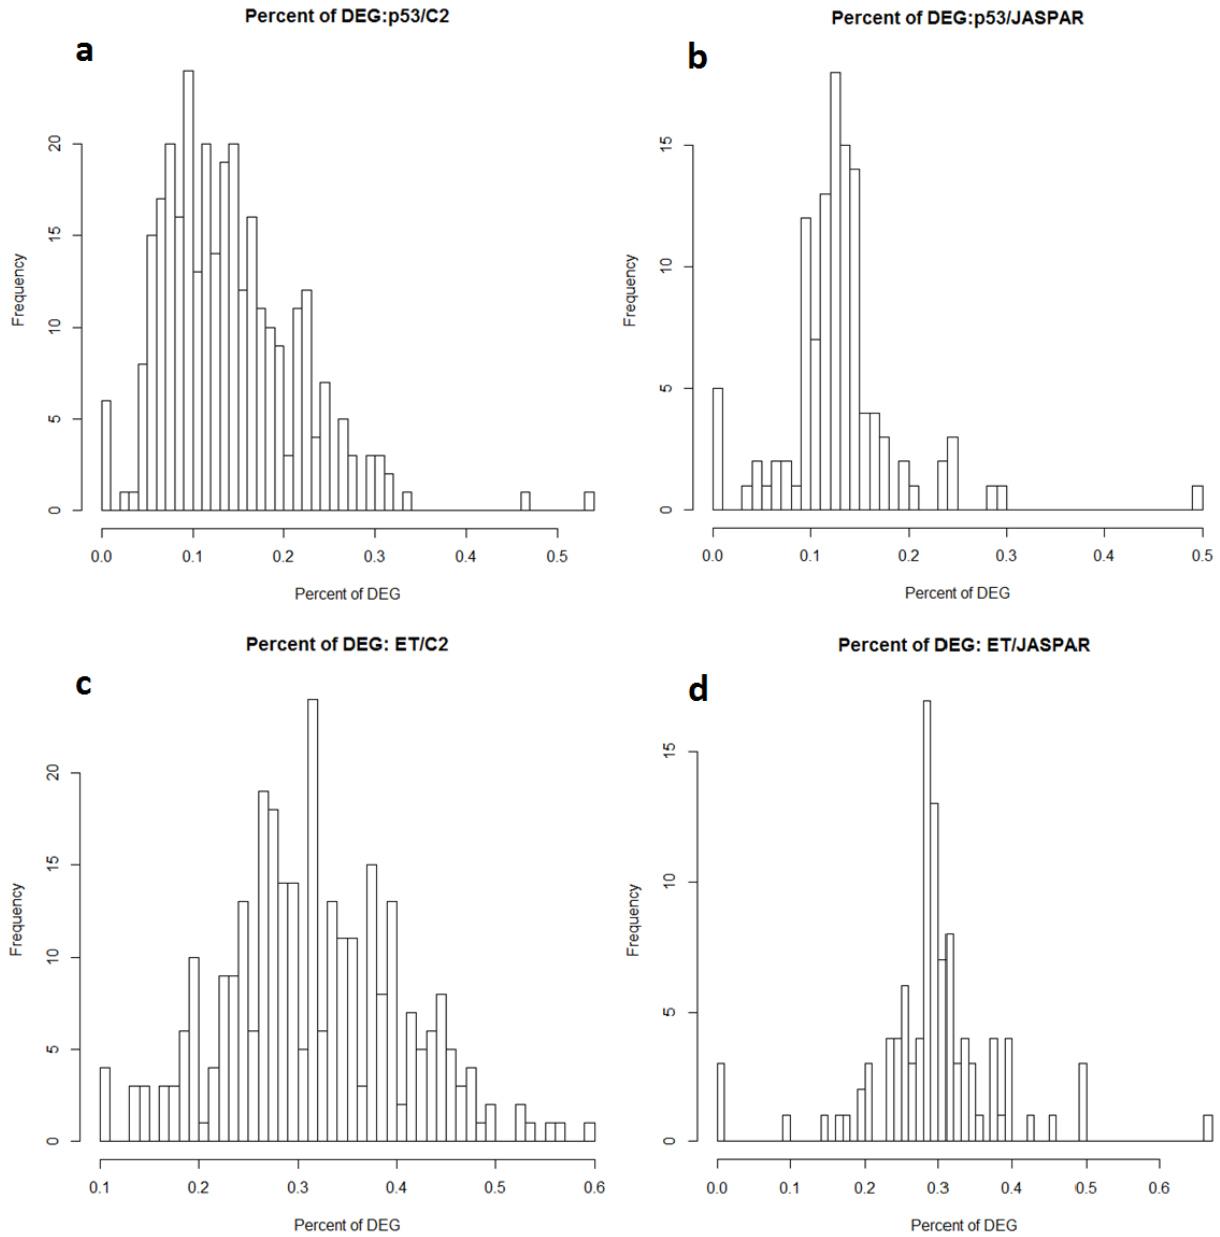 Percent of DEG:p53/C2
a
Frequency
0
5
10
15
20
0.0 0.1 0.2 0.3 0.4 0.5
Percent of DEG
Percent of DEG:p53/JASPAR
b
Frequency
0
5
10
15
0.0 0.1 0.2 0.3 0.4 0.5
Percent of DEG
Percent of DEG: ET/C2
c
Frequency
0
5
10
15
20
0.1 0.2 0.3 0.4 0.5 0.6
Percent of DEG
Percent of DEG: ET/JASPAR
d
Frequency
0
5
10
15
0.0 0.1 0.2 0.3 0.4 0.5 0.6
Percent of DEG